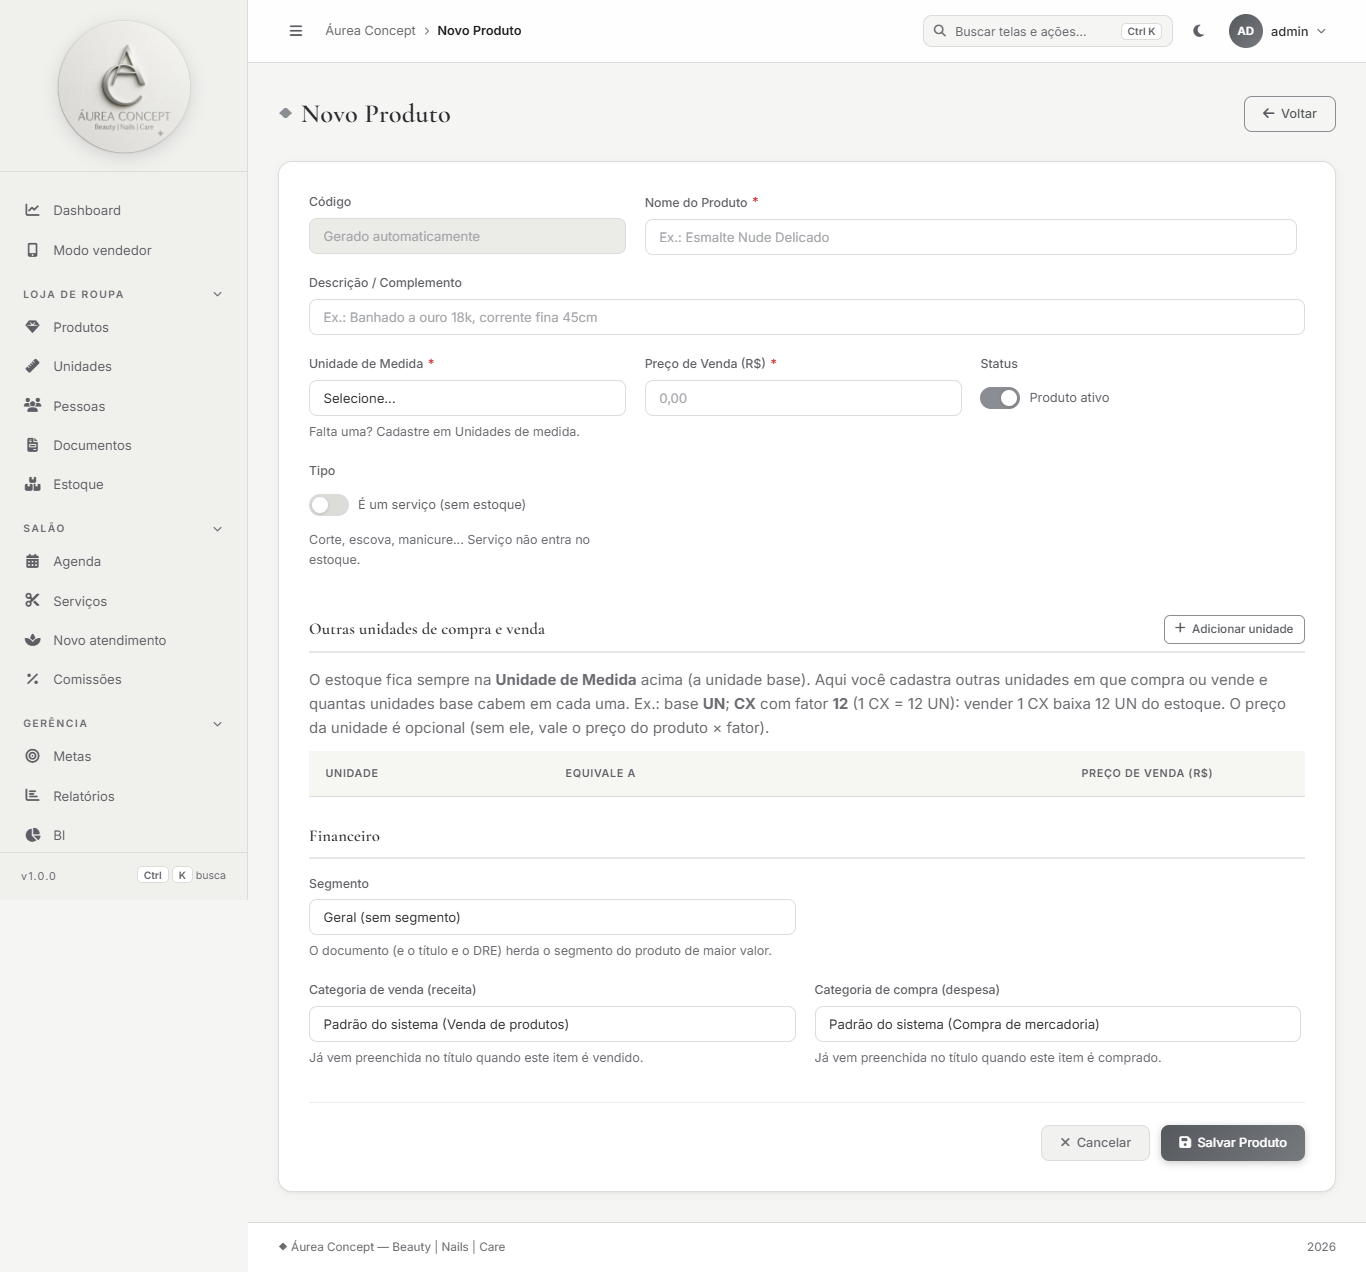 ÁUREA CONCEPT
Beauty | Nails | Care
Áurea Concept › Novo Produto
Buscar telas e ações... Ctrl K
AD admin
Dashboard
Modo vendedor
LOJA DE ROUPA
Produtos
Unidades
Pessoas
Documentos
Estoque
SALÃO
Agenda
Serviços
Novo atendimento
Comissões
GERÊNCIA
Metas
Relatórios
BI
v1.0.0 Ctrl K busca
Novo Produto
Voltar
Código
Gerado automaticamente
Nome do Produto *
Ex.: Esmalte Nude Delicado
Descrição / Complemento
Ex.: Banhado a ouro 18k, corrente fina 45cm
Unidade de Medida *
Selecione...
Falta uma? Cadastre em Unidades de medida.
Preço de Venda (R$) *
0,00
Status
Produto ativo
Tipo
É um serviço (sem estoque)
Corte, escova, manicure... Serviço não entra no
estoque.
Outras unidades de compra e venda
Adicionar unidade
O estoque fica sempre na Unidade de Medida acima (a unidade base). Aqui você cadastra outras unidades em que compra ou vende e
quantas unidades base cabem em cada uma. Ex.: base UN; CX com fator 12 (1 CX = 12 UN): vender 1 CX baixa 12 UN do estoque. O preço
da unidade é opcional (sem ele, vale o preço do produto × fator).
UNIDADE EQUIVALE A PREÇO DE VENDA (R$)
Financeiro
Segmento
Geral (sem segmento)
O documento (e o título e o DRE) herda o segmento do produto de maior valor.
Categoria de venda (receita)
Padrão do sistema (Venda de produtos)
Já vem preenchida no título quando este item é vendido.
Categoria de compra (despesa)
Padrão do sistema (Compra de mercadoria)
Já vem preenchida no título quando este item é comprado.
Cancelar
Salvar Produto
Áurea Concept — Beauty | Nails | Care
2026